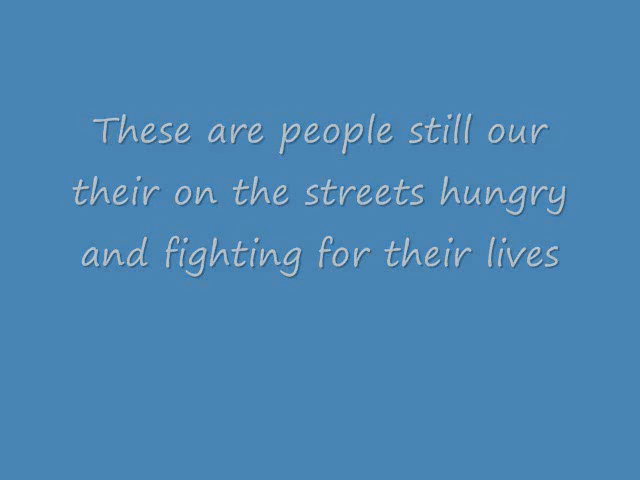 These are people still our
their on the streets hungry
and fighting for their lives